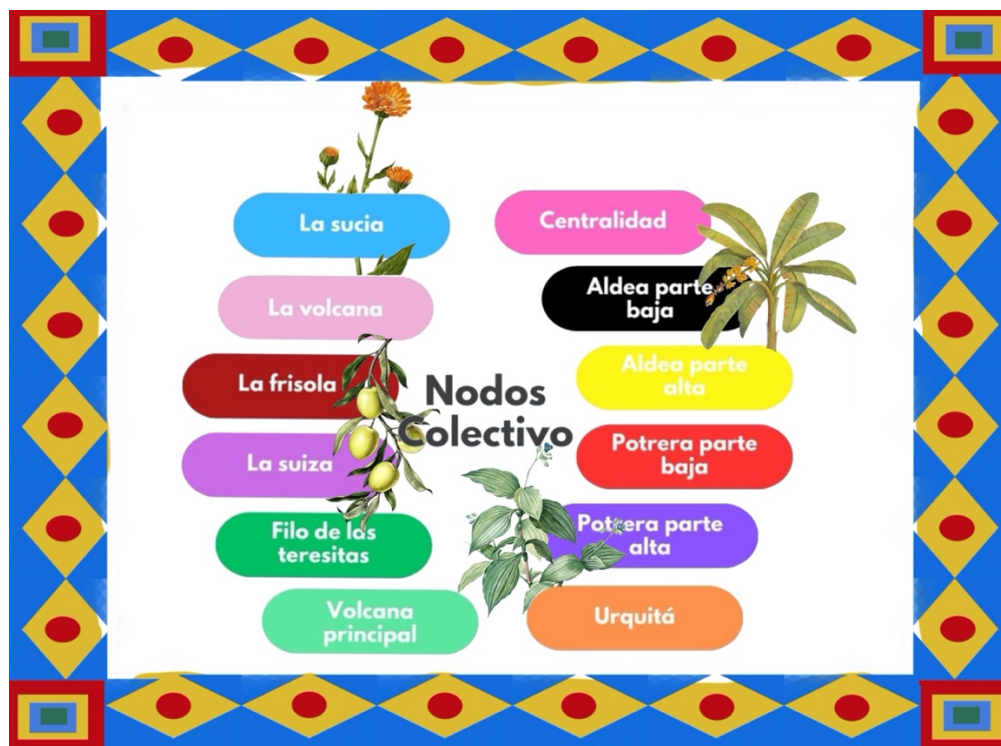 La sucia
La volcana
La frisola
La suiza
Filo de las
teresitas
Volcana
principal
Nodos
Colectivo
Centralidad
Aldea parte
baja
Aldea parte
alta
Potrera parte
baja
Potrera parte
alta
Urquitá